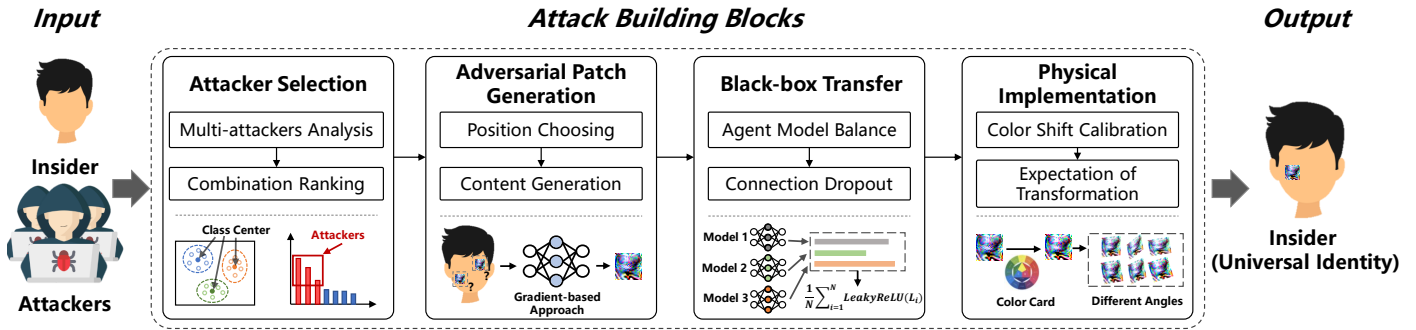 Input
Attack Building Blocks
Output
Insider
Attackers
Attacker Selection
Multi-attackers Analysis
Combination Ranking
Class Center
Attackers
Adversarial Patch
Generation
Position Choosing
Content Generation
?
?
Gradient-based
Approach
Black-box Transfer
Agent Model Balance
Connection Dropout
Model 1
Model 2
Model 3
1/N ∑_{i=1}^{N} LeakyReLU(L_i)
Physical
Implementation
Color Shift Calibration
Expectation of
Transformation
Color Card
Different Angles
Insider
(Universal Identity)